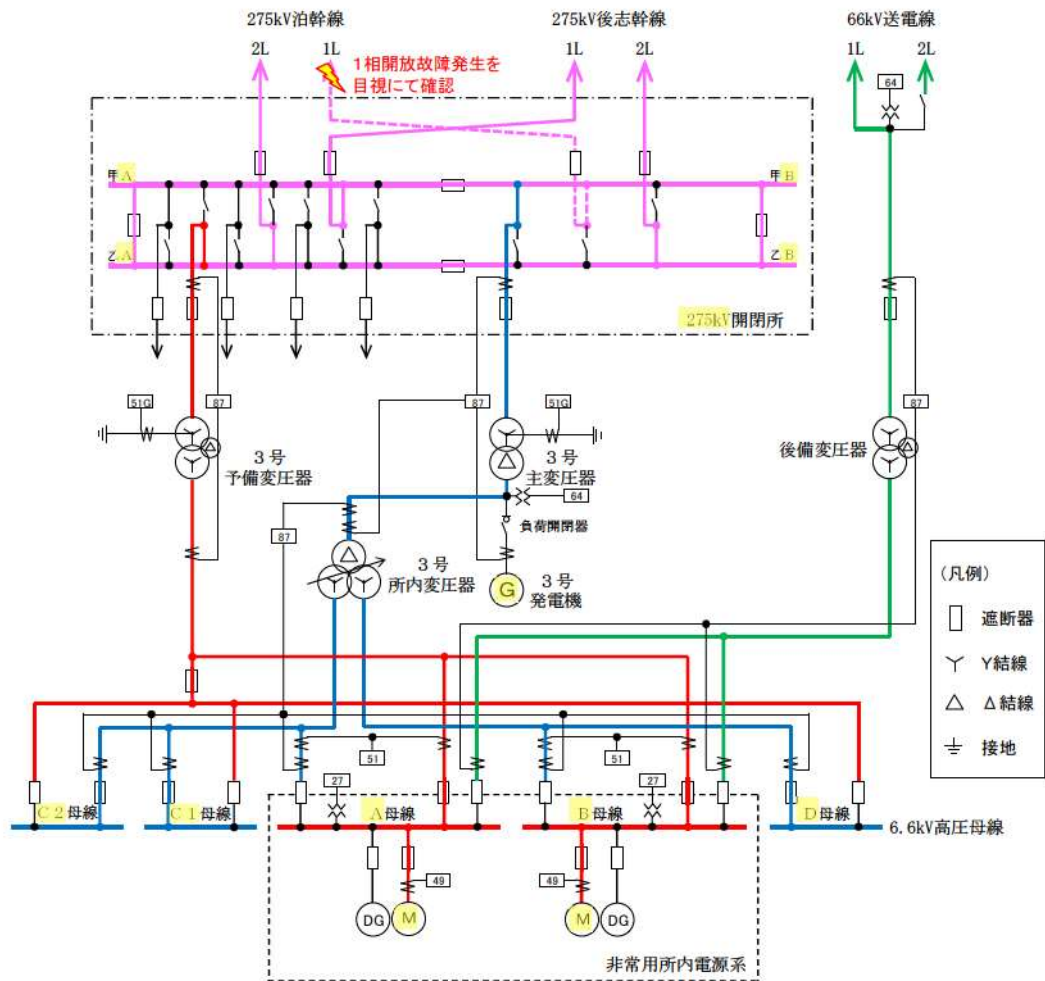 275kV泊幹線
275kV後志幹線
66kV送電線
2L
1L
1L
2L
1L
2L
1相開放故障発生を
目視にて確認
64
甲A
甲B
乙A
乙B
275kV開閉所
51G
87
87
51G
87
3号
予備変圧器
3号
主変圧器
後備変圧器
64
87
負荷開閉器
3号
所内変圧器
G
3号
発電機
(凡例)
遮断器
Y結線
Δ結線
接地
51
51
27
27
C2母線
C1母線
A母線
B母線
D母線
6.6kV高圧母線
49
49
DG
M
M
DG
非常用所内電源系